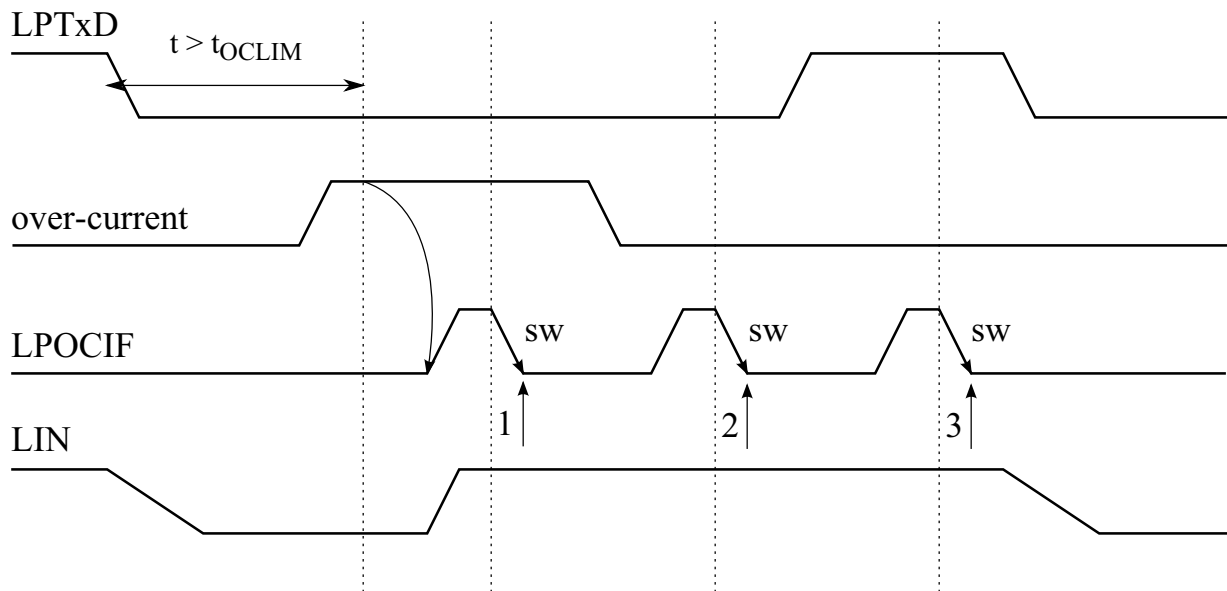 LPTxD
t > tOCLIM
over-current
LPOCIF
sw
sw
sw
1
2
3
LIN